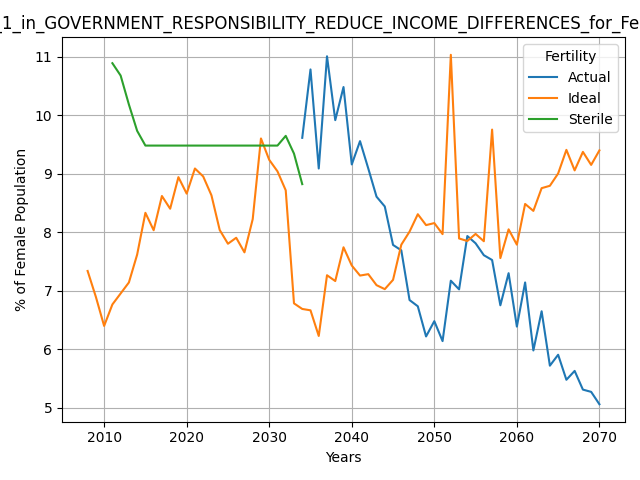 _1_in_GOVERNMENT_RESPONSIBILITY_REDUCE_INCOME_DIFFERENCES_for_Fe
Fertility
Actual
Ideal
Sterile
% of Female Population
11
10
9
8
7
6
5
2010 2020 2030 2040 2050 2060 2070
Years